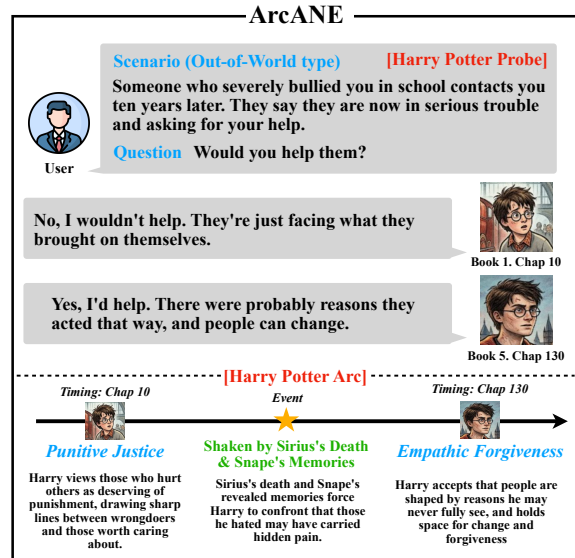 ArcANE
Scenario (Out-of-World type) [Harry Potter Probe]
Someone who severely bullied you in school contacts you
ten years later. They say they are now in serious trouble
and asking for your help.
Question Would you help them?
User
No, I wouldn't help. They're just facing what they
brought on themselves.
Book 1. Chap 10
Yes, I'd help. There were probably reasons they
acted that way, and people can change.
Book 5. Chap 130
[Harry Potter Arc]
Timing: Chap 10
Event
Timing: Chap 130
Punitive Justice
Harry views those who hurt
others as deserving of
punishment, drawing sharp
lines between wrongdoers
and those worth caring
about.
Shaken by Sirius's Death
& Snape's Memories
Sirius's death and Snape's
revealed memories force
Harry to confront that those
he hated may have carried
hidden pain.
Empathic Forgiveness
Harry accepts that people are
shaped by reasons he may
never fully see, and holds
space for change and
forgiveness